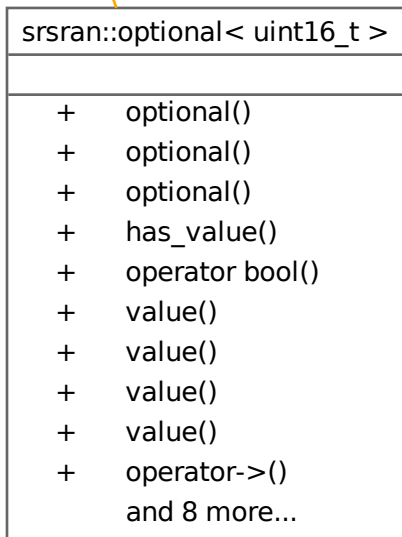 srsran::optional< uint16_t >
+ optional()
+ optional()
+ optional()
+ has_value()
+ operator bool()
+ value()
+ value()
+ value()
+ value()
+ operator->()
and 8 more...